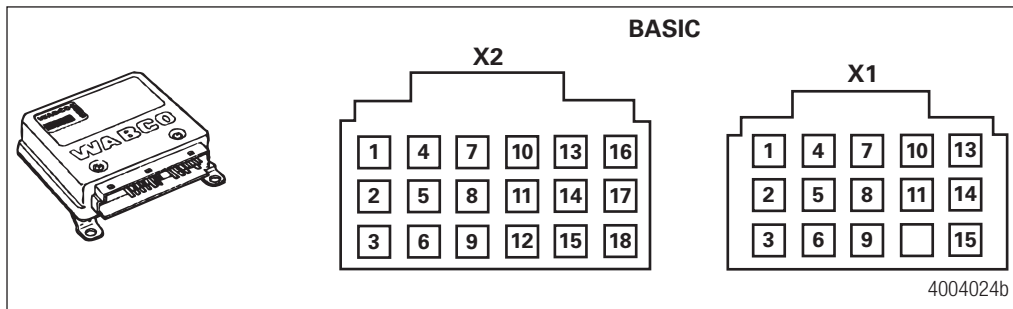 BASIC
X2
X1
WABCO
WABCO
1 4 7 10 13 16
2 5 8 11 14 17
3 6 9 12 15 18
1 4 7 10 13
2 5 8 11 14
3 6 9 15
4004024b